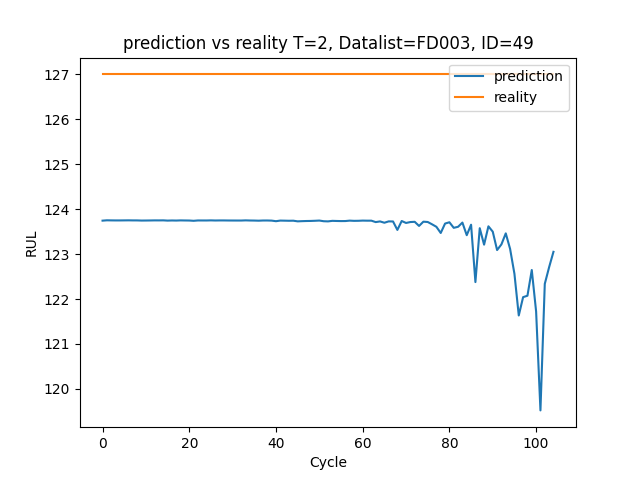 prediction vs reality T=2, Datalist=FD003, ID=49
127
126
125
124
123
122
121
120
RUL
prediction
reality
0 20 40 60 80 100
Cycle